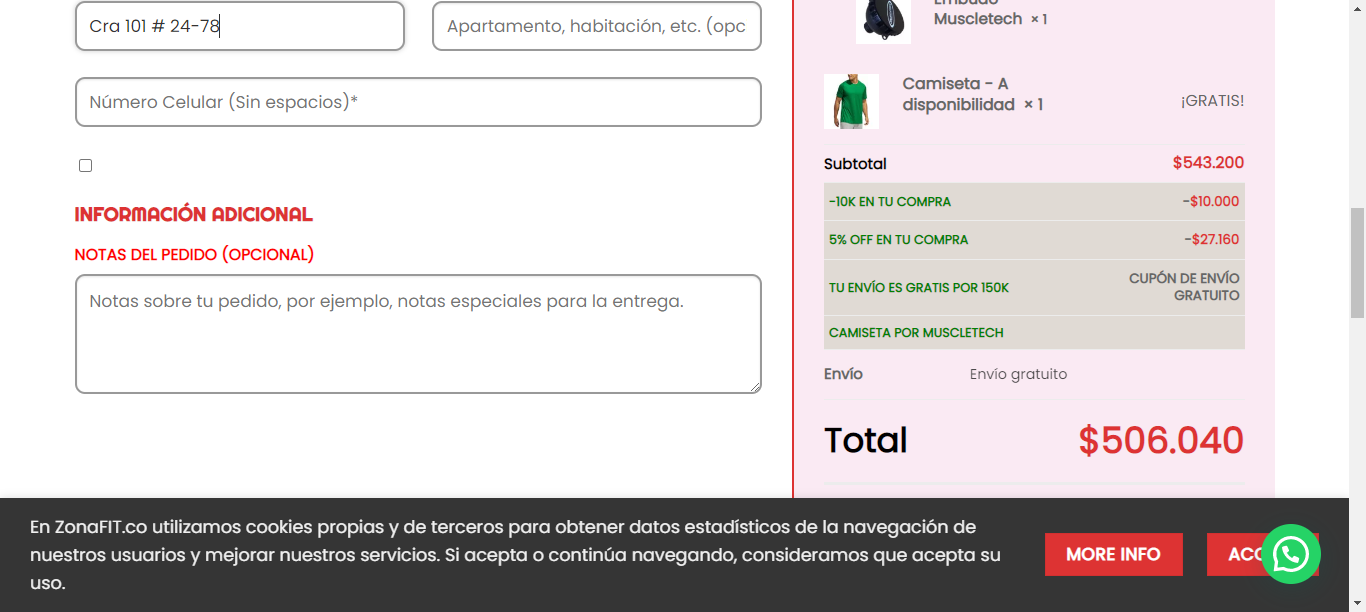 Cra 101 # 24-78
Apartamento, habitación, etc. (opc
Número Celular (Sin espacios)*
INFORMACIÓN ADICIONAL
NOTAS DEL PEDIDO (OPCIONAL)
Notas sobre tu pedido, por ejemplo, notas especiales para la entrega.
Embudo
Muscletech × 1
Camiseta - A
disponibilidad × 1
¡GRATIS!
Subtotal $543.200
-10K EN TU COMPRA -$10.000
5% OFF EN TU COMPRA -$27.160
TU ENVÍO ES GRATIS POR 150K
CUPÓN DE ENVÍO
GRATUITO
CAMISETA POR MUSCLETECH
Envío Envío gratuito
Total $506.040
En ZonaFIT.co utilizamos cookies propias y de terceros para obtener datos estadísticos de la navegación de
nuestros usuarios y mejorar nuestros servicios. Si acepta o continúa navegando, consideramos que acepta su
uso.
MORE INFO